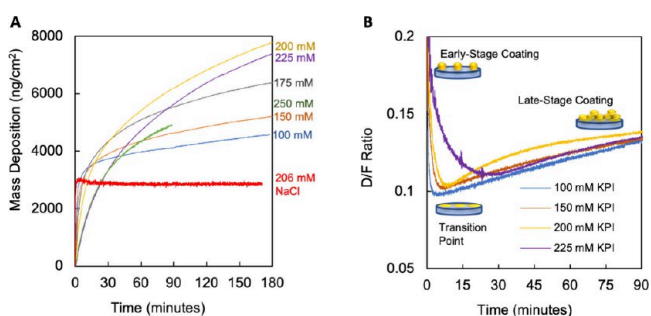 A
B
8000
6000
4000
2000
0
Mass Deposition (ng/cm²)
0 30 60 90 120 150 180
Time (minutes)
200 mM
225 mM
175 mM
250 mM
150 mM
100 mM
206 mM
NaCl
0.2
0.15
0.1
0.05
D/F Ratio
Early-Stage Coating
Late-Stage Coating
Transition
Point
100 mM KPI
150 mM KPI
200 mM KPI
225 mM KPI
0 15 30 45 60 75 90
Time (minutes)